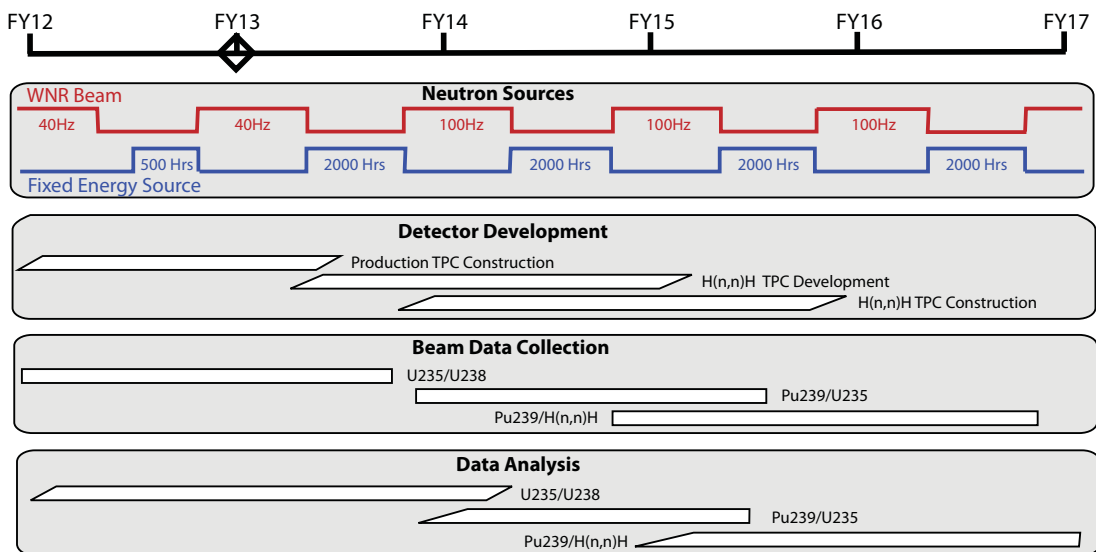 FY12 FY13 FY14 FY15 FY16 FY17
Neutron Sources
WNR Beam
40Hz 40Hz 100Hz 100Hz 100Hz
500 Hrs 2000 Hrs 2000 Hrs 2000 Hrs 2000 Hrs
Fixed Energy Source
Detector Development
Production TPC Construction
H(n,n)H TPC Development
H(n,n)H TPC Construction
Beam Data Collection
U235/U238
Pu239/U235
Pu239/H(n,n)H
Data Analysis
U235/U238
Pu239/U235
Pu239/H(n,n)H